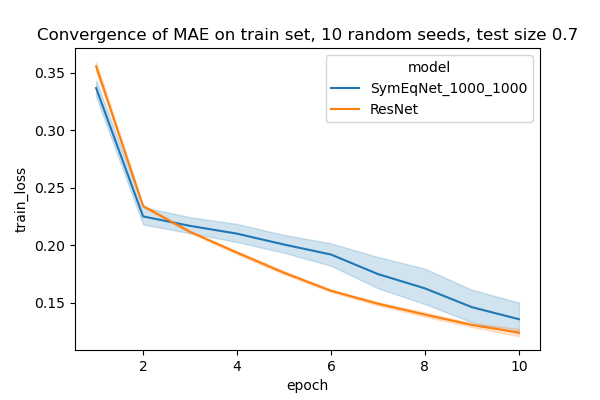 Convergence of MAE on train set, 10 random seeds, test size 0.7
model
SymEqNet_1000_1000
ResNet
train_loss
0.35
0.30
0.25
0.20
0.15
2 4 6 8 10
epoch